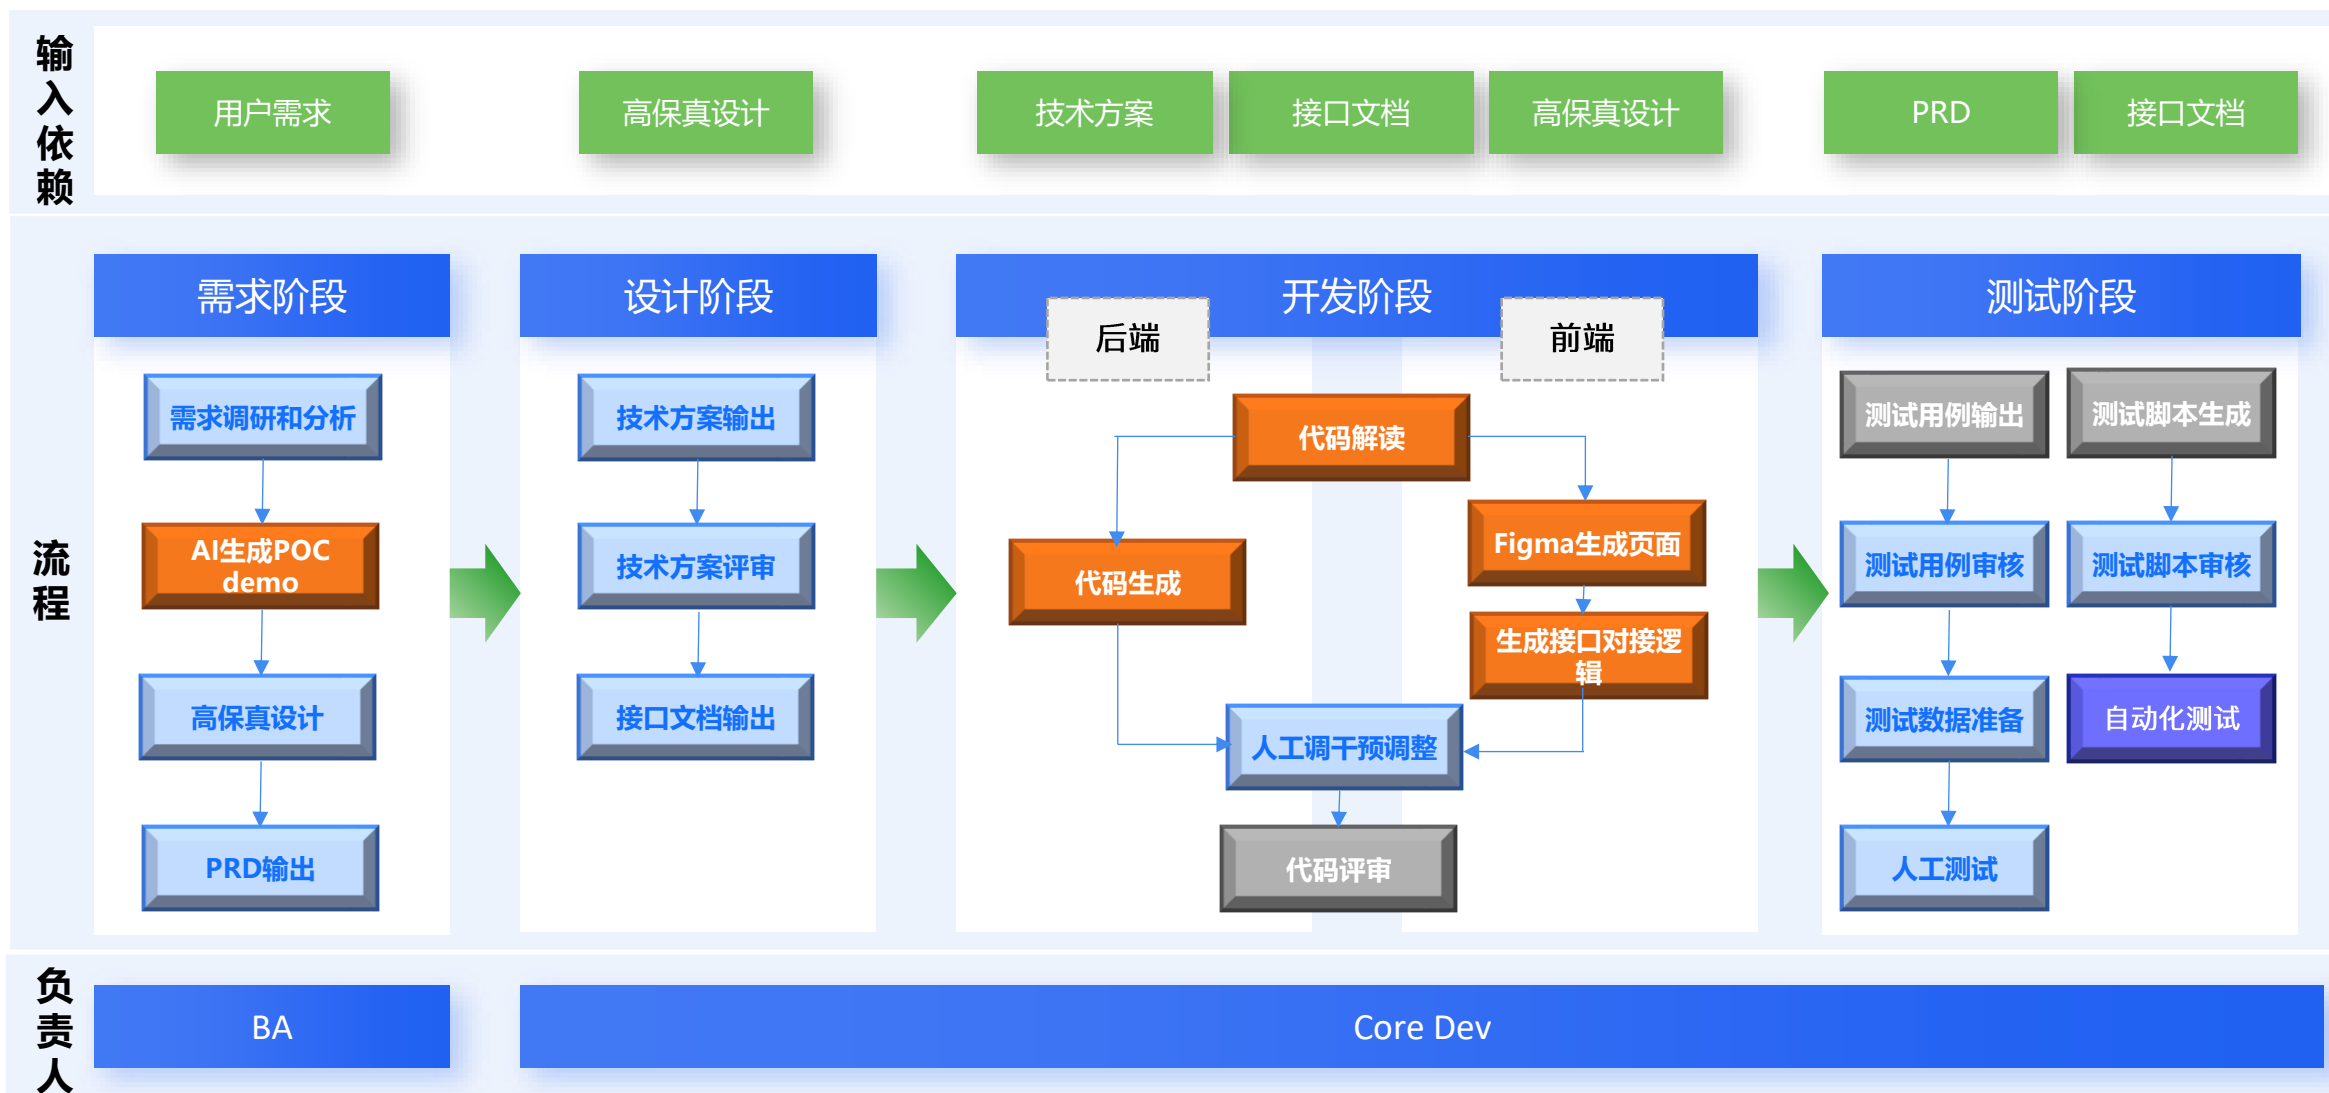 输入依赖
用户需求
高保真设计
技术方案
接口文档
高保真设计
PRD
接口文档
流程
需求阶段
需求调研和分析
AI生成POC
demo
高保真设计
PRD输出
设计阶段
技术方案输出
技术方案评审
接口文档输出
开发阶段
后端
前端
代码解读
代码生成
Figma生成页面
生成接口对接逻
辑
人工调干预调整
代码评审
测试阶段
测试用例输出
测试脚本生成
测试用例审核
测试脚本审核
测试数据准备
自动化测试
人工测试
负责人
BA
Core Dev